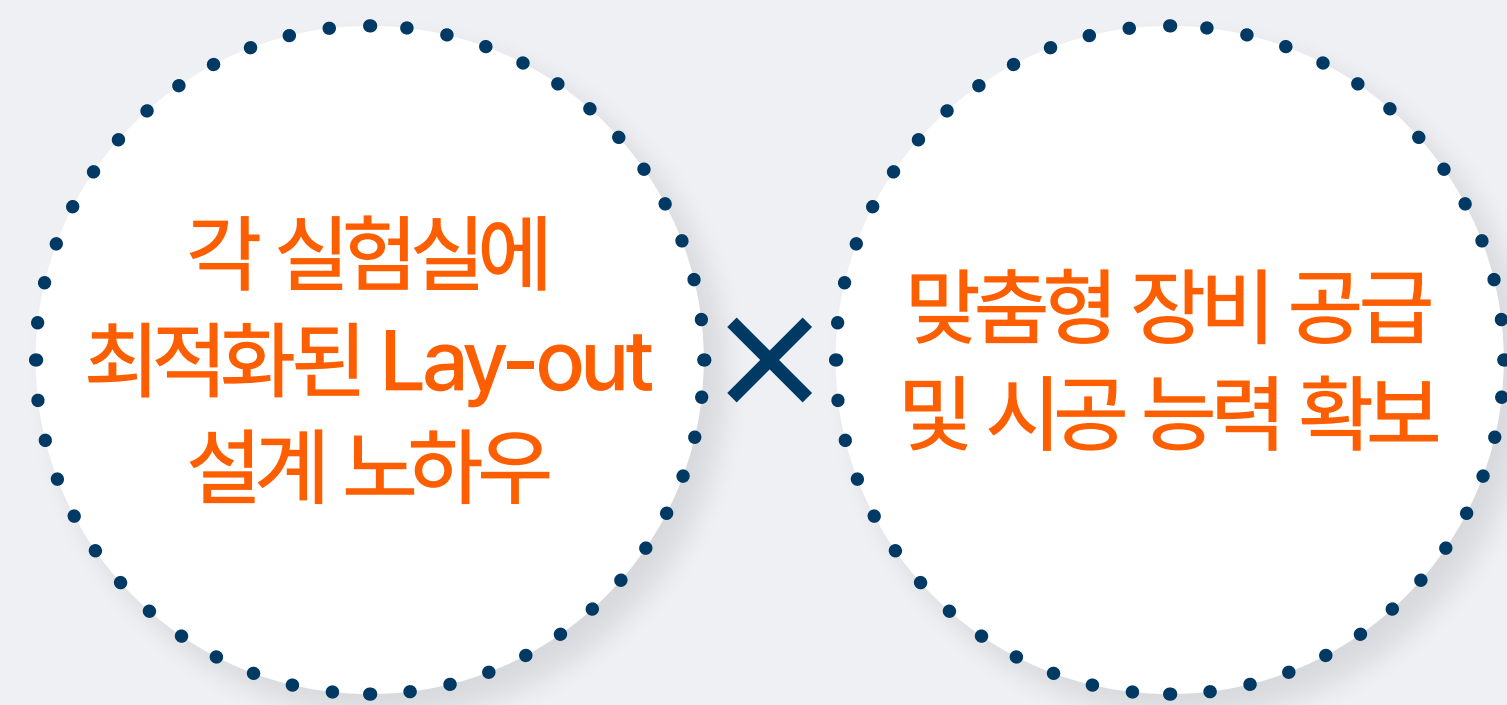 각 실험실에
최적화된 Lay-out
설계 노하우
×
맞춤형 장비 공급
및 시공 능력 확보